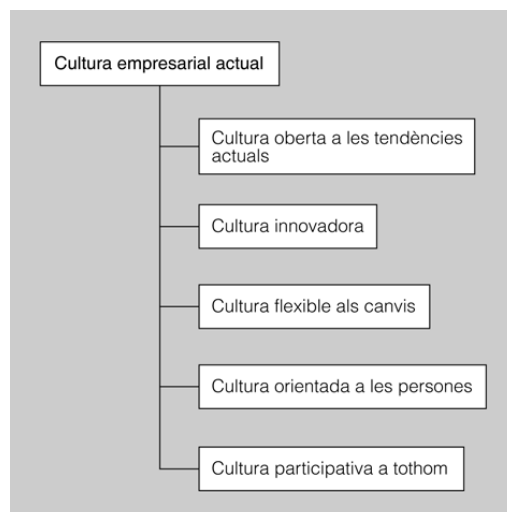 Cultura empresarial actual
Cultura oberta a les tendències
actuals
Cultura innovadora
Cultura flexible als canvis
Cultura orientada a les persones
Cultura participativa a tothom